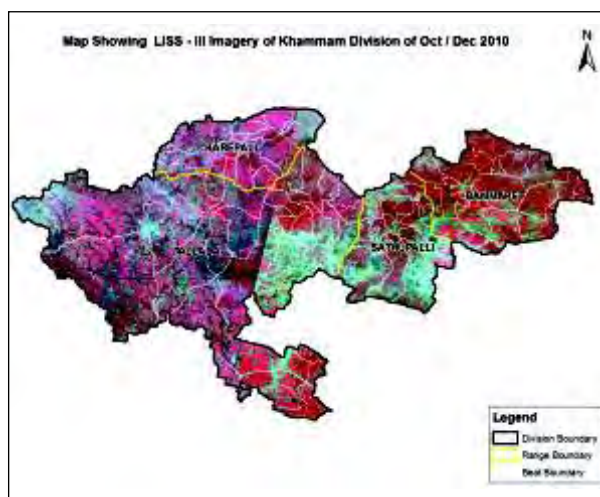 Map Showing LISS - III Imagery of Khammam Division of Oct / Dec 2010
N
KAREPALLI
SATHUPALLI
Legend
Division Boundary
Range Boundary
Beat Boundary